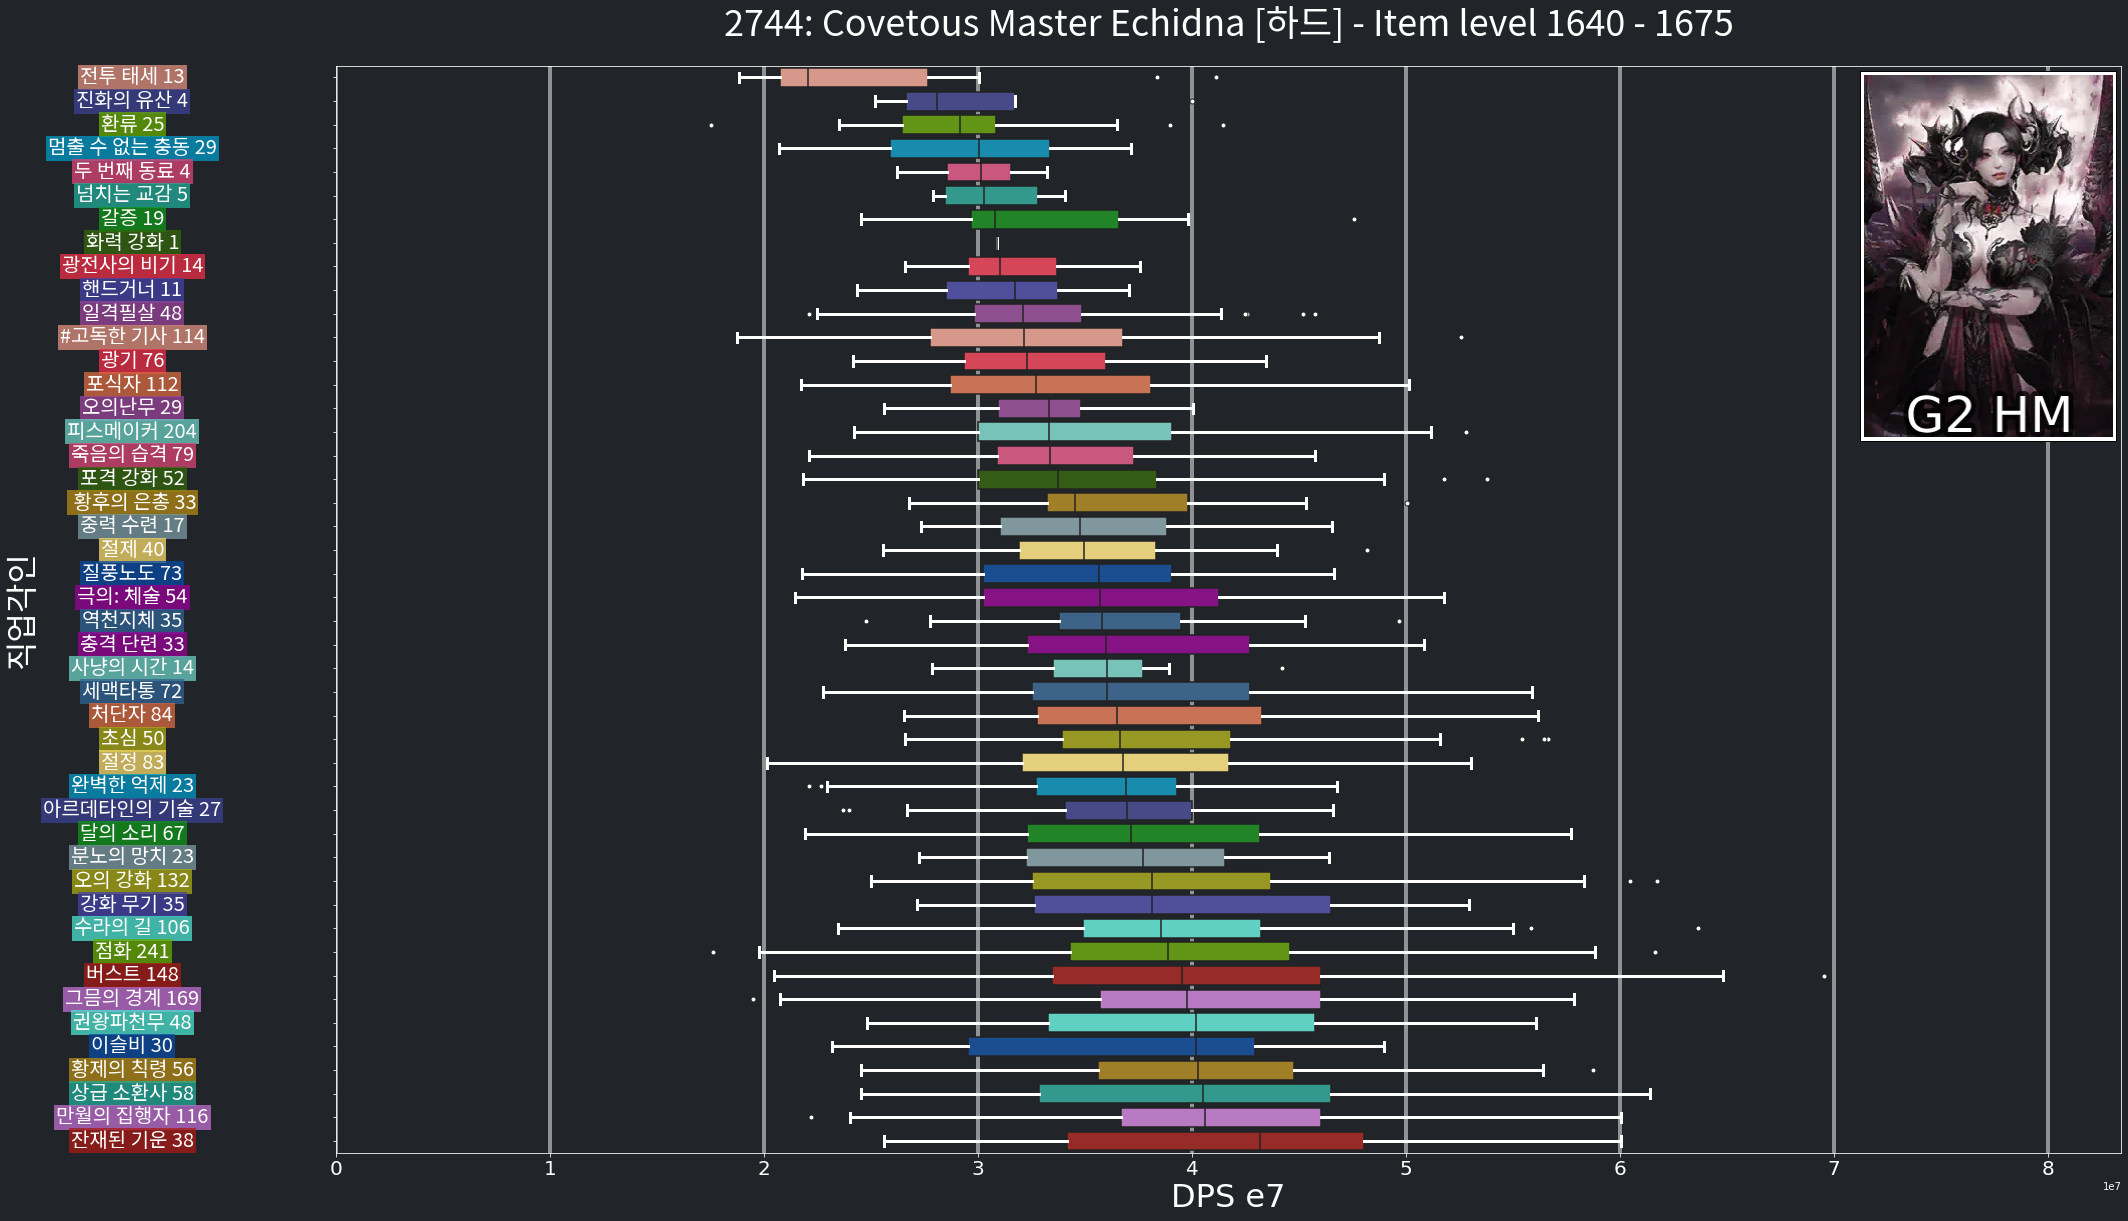 2744: Covetous Master Echidna [하드] - Item level 1640 - 1675
전투 태세 13
진화의 유산 4
환류 25
멈출 수 없는 충동 29
두 번째 동료 4
넘치는 교감 5
갈증 19
화력 강화 1
광전사의 비기 14
핸드거너 11
일격필살 48
#고독한 기사 114
광기 76
포식자 112
오의난무 29
피스메이커 204
죽음의 습격 79
포격 강화 52
황후의 은총 33
중력 수련 17
절제 40
질풍노도 73
극의: 체술 54
역천지체 35
충격 단련 33
사냥의 시간 14
세맥타통 72
처단자 84
초심 50
절정 83
완벽한 억제 23
아르데타인의 기술 27
달의 소리 67
분노의 망치 23
오의 강화 132
강화 무기 35
수라의 길 106
점화 241
버스트 148
그믐의 경계 169
권왕파천무 48
이슬비 30
황제의 칙령 56
상급 소환사 58
만월의 집행자 116
잔재된 기운 38
직업각인
G2 HM
0 1 2 3 4 5 6 7 8
1e7
DPS e7